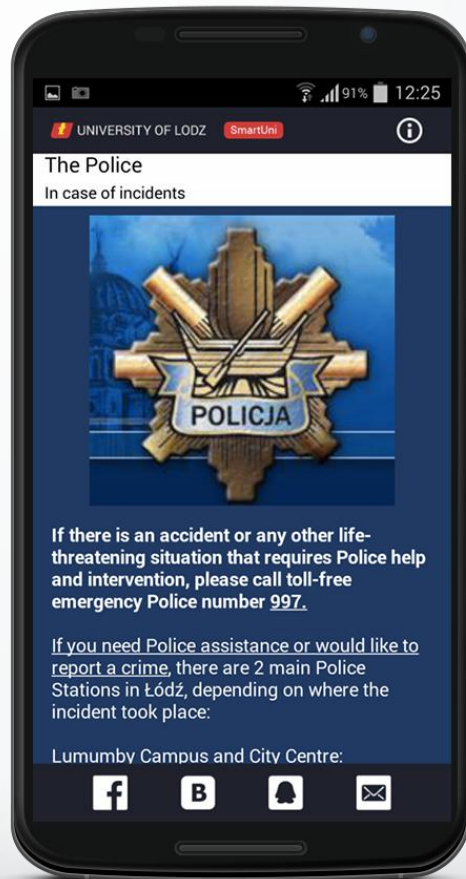 91% 12:25
UNIVERSITY OF LODZ SmartUni
The Police
In case of incidents
POLICJA
If there is an accident or any other life-
threatening situation that requires Police help
and intervention, please call toll-free
emergency Police number 997.
If you need Police assistance or would like to
report a crime, there are 2 main Police
Stations in Łódź, depending on where the
incident took place:
Lumumby Campus and City Centre:
f B